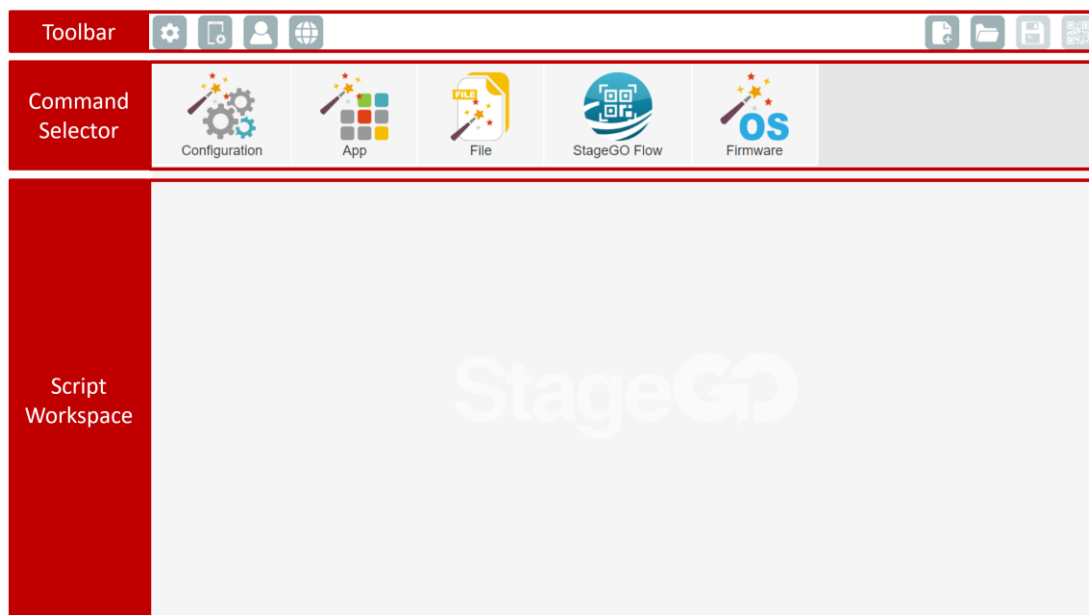 Toolbar
Command
Selector
Configuration
App
FILE
File
StageGO Flow
OS
Firmware
Script
Workspace
StageGO